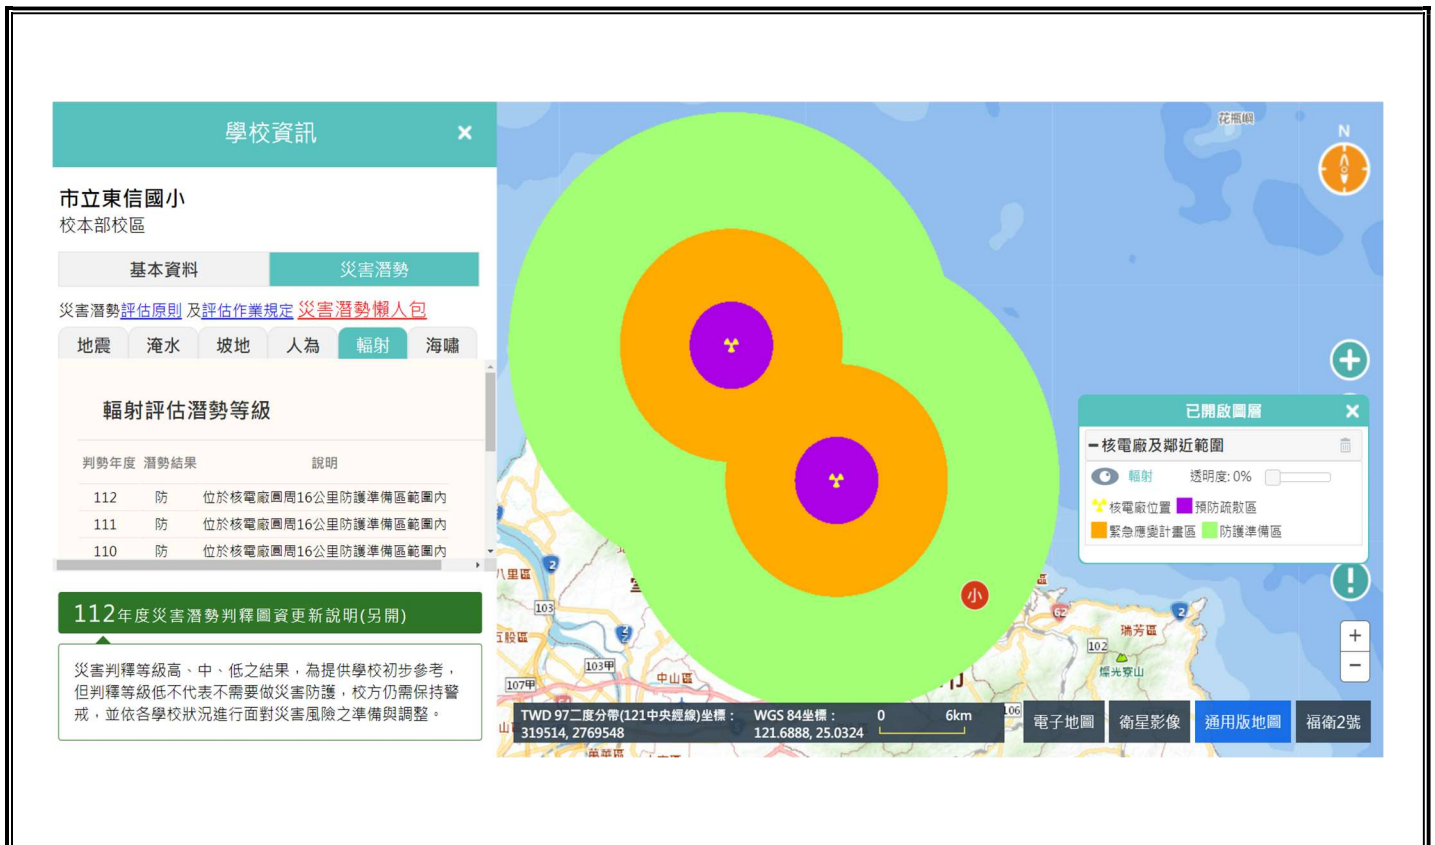 學校資訊 ×
市立東信國小
校本部校區
基本資料 災害潛勢
災害潛勢評估原則 及評估作業規定 災害潛勢懶人包
地震 淹水 坡地 人為 輻射 海嘯
輻射評估潛勢等級
判勢年度 潛勢結果 說明
112 防 位於核電廠圓周16公里防護準備區範圍內
111 防 位於核電廠圓周16公里防護準備區範圍內
110 防 位於核電廠圓周16公里防護準備區範圍內
112年度災害潛勢判釋圖資更新說明(另開)
災害判釋等級高、中、低之結果，為提供學校初步參考，
但判釋等級低不代表不需要做災害防護，校方仍需保持警
戒，並依各學校狀況進行面對災害風險之準備與調整。
花瓶嶼
N
已開啟圖層 ×
核電廠及鄰近範圍
輻射 透明度: 0%
核電廠位置 預防疏散區
緊急應變計畫區 防護準備區
小
八里區
2
103
五股區
2
103甲
107甲
中山區
62
2
瑞芳區
102
燦光寮山
106
+
−
TWD 97二度分帶(121中央經線)坐標：
319514, 2769548
WGS 84坐標：
121.6888, 25.0324
0 6km
電子地圖 衛星影像 通用版地圖 福衛2號
萬華區